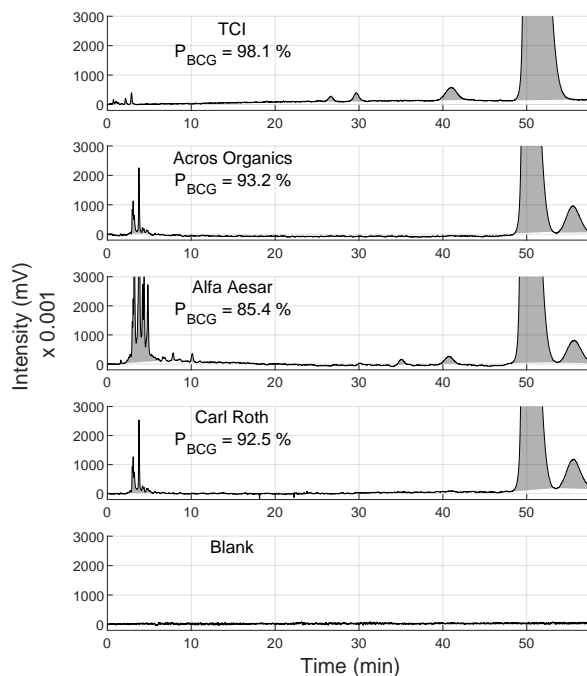 TCI
P_BCG = 98.1 %
3000
2000
1000
0
0 10 20 30 40 50
Acros Organics
P_BCG = 93.2 %
3000
2000
1000
0
0 10 20 30 40 50
Alfa Aesar
P_BCG = 85.4 %
3000
2000
1000
0
0 10 20 30 40 50
Carl Roth
P_BCG = 92.5 %
3000
2000
1000
0
0 10 20 30 40 50
Blank
3000
2000
1000
0
0 10 20 30 40 50
Intensity (mV)
x 0.001
Time (min)